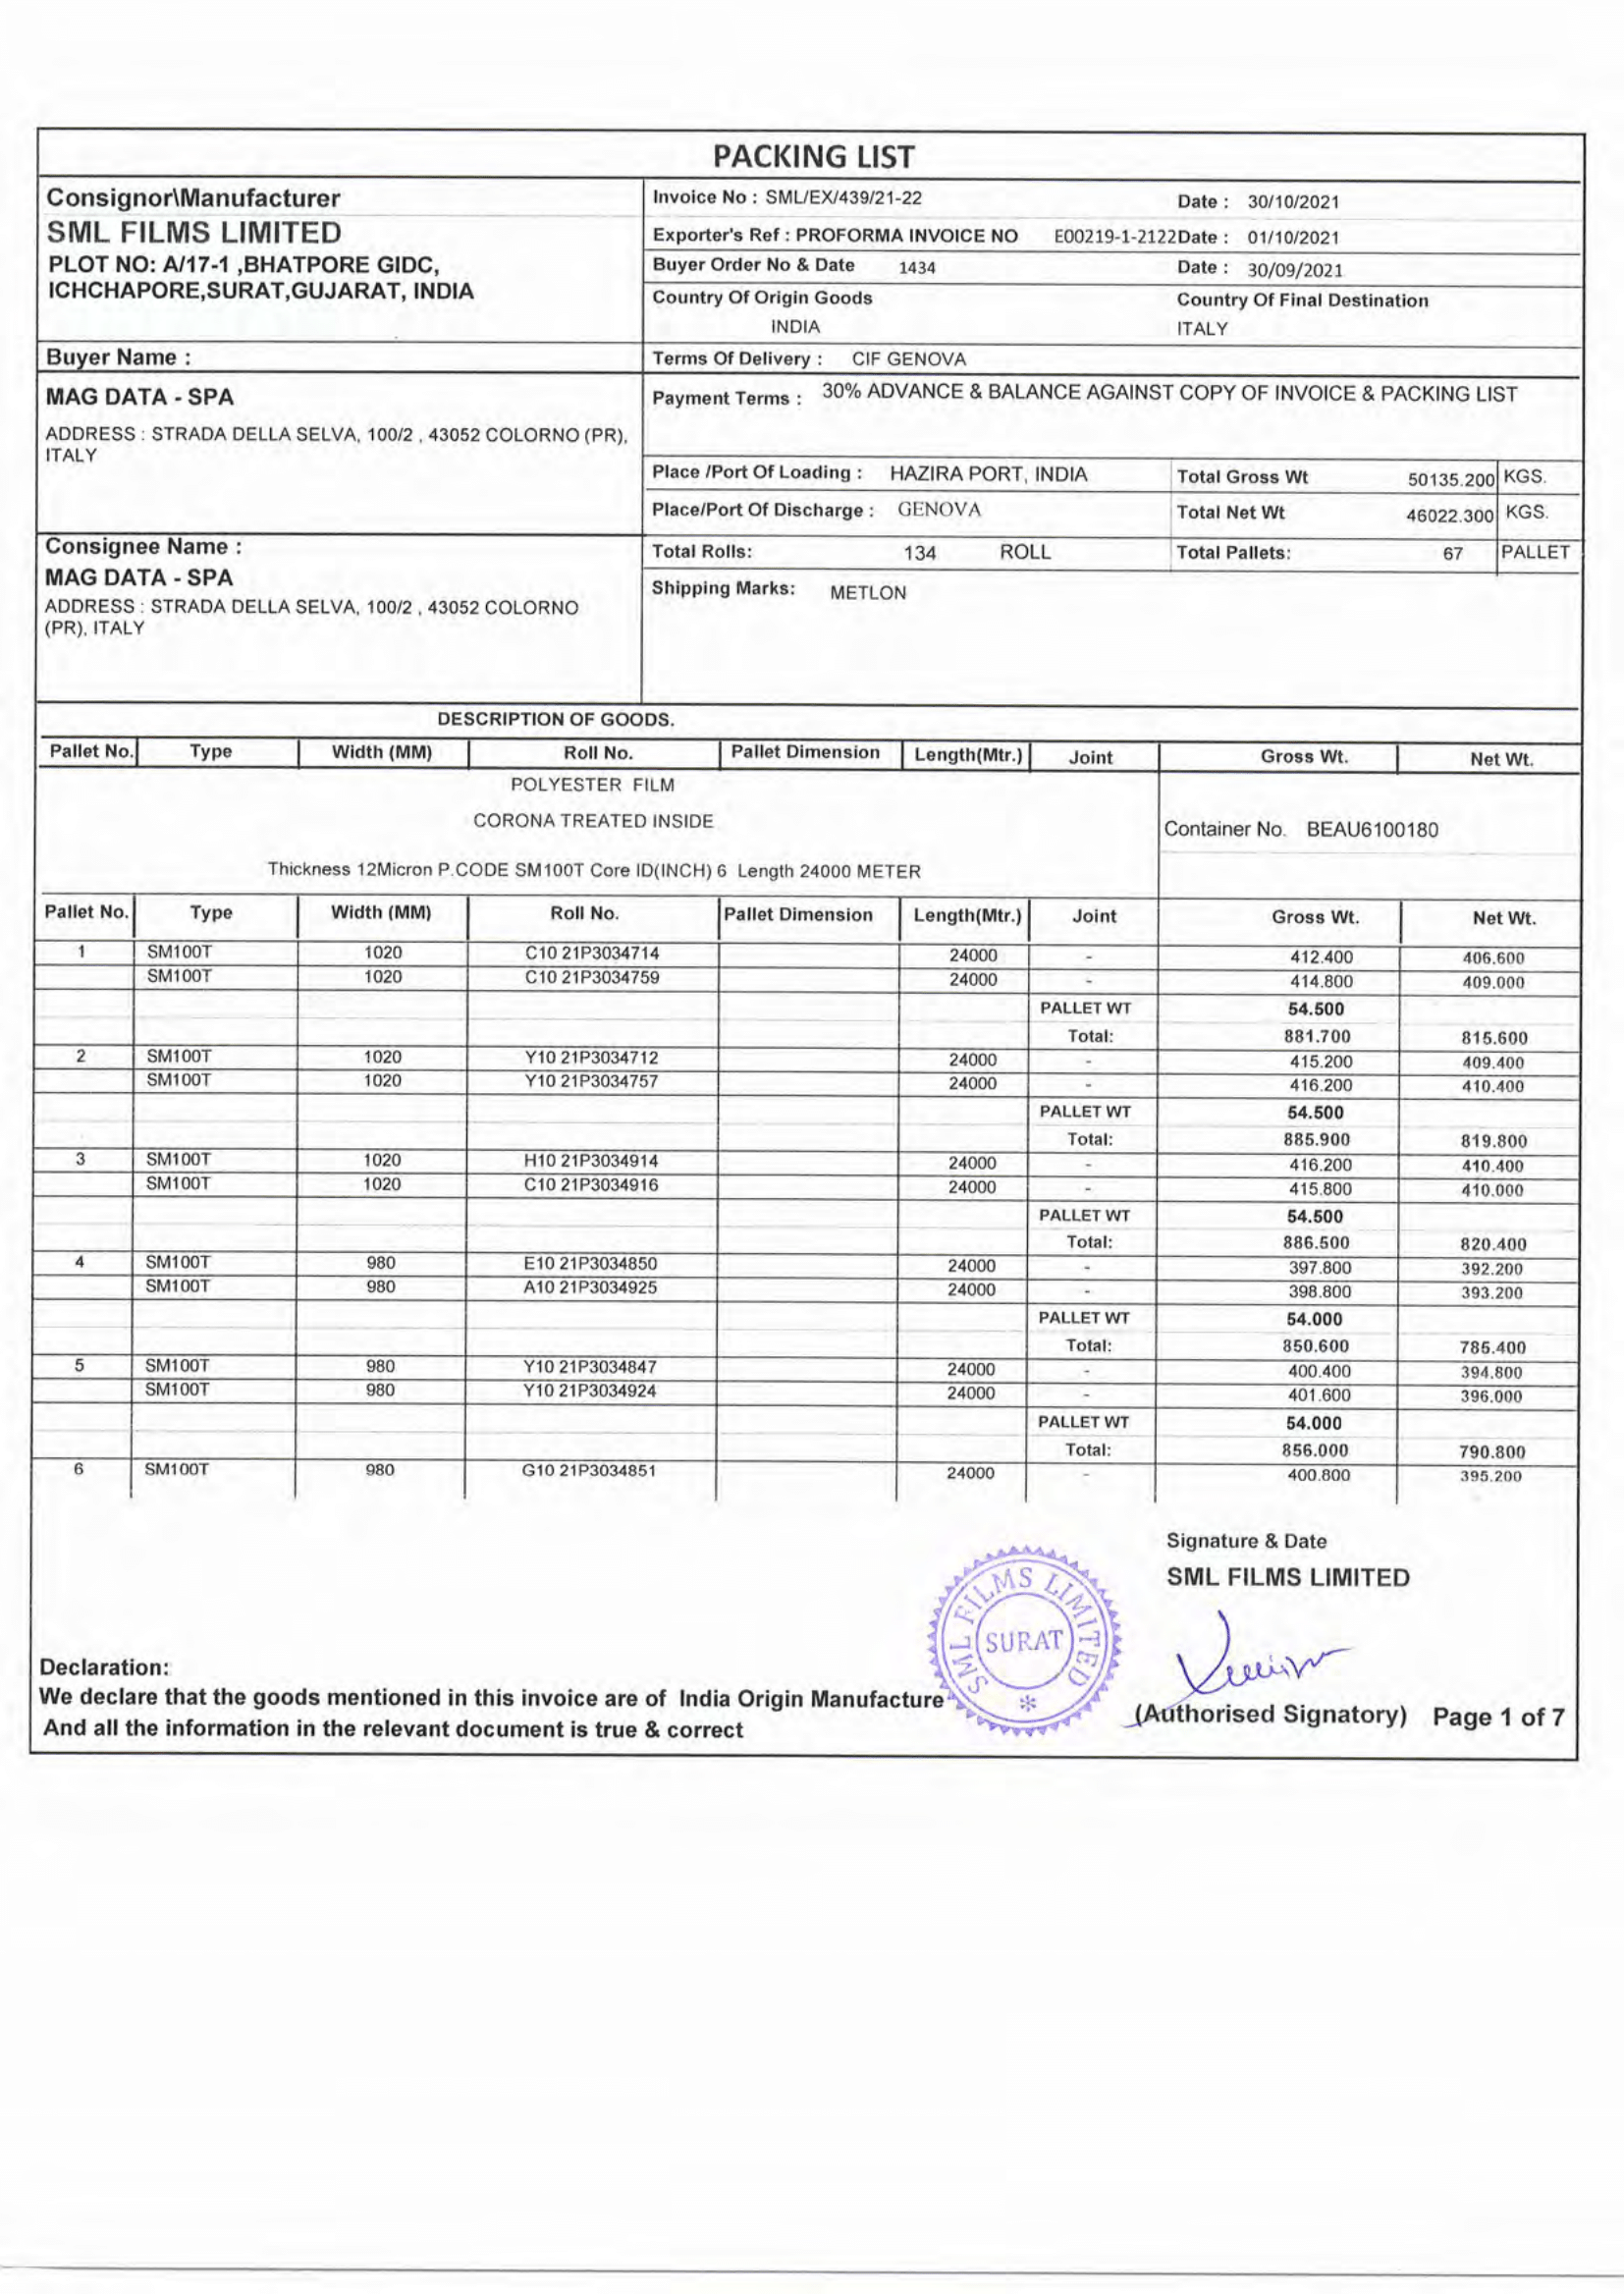 PACKING LIST
Consignor\Manufacturer
SML FILMS LIMITED
PLOT NO: A/17-1 ,BHATPORE GIDC,
ICHCHAPORE,SURAT,GUJARAT, INDIA
Invoice No : SML/EX/439/21-22 Date : 30/10/2021
Exporter's Ref : PROFORMA INVOICE NO E00219-1-2122 Date : 01/10/2021
Buyer Order No & Date 1434 Date : 30/09/2021
Country Of Origin Goods Country Of Final Destination
INDIA ITALY
Buyer Name :
Terms Of Delivery : CIF GENOVA
MAG DATA - SPA
ADDRESS : STRADA DELLA SELVA, 100/2 , 43052 COLORNO (PR),
ITALY
Payment Terms : 30% ADVANCE & BALANCE AGAINST COPY OF INVOICE & PACKING LIST
Place /Port Of Loading : HAZIRA PORT, INDIA Total Gross Wt 50135.200 KGS.
Place/Port Of Discharge : GENOVA Total Net Wt 46022.300 KGS.
Consignee Name :
MAG DATA - SPA
ADDRESS : STRADA DELLA SELVA, 100/2 , 43052 COLORNO
(PR), ITALY
Total Rolls: 134 ROLL Total Pallets: 67 PALLET
Shipping Marks: METLON
DESCRIPTION OF GOODS.
Pallet No. Type Width (MM) Roll No. Pallet Dimension Length(Mtr.) Joint Gross Wt. Net Wt.
POLYESTER FILM
CORONA TREATED INSIDE
Container No. BEAU6100180
Thickness 12Micron P.CODE SM100T Core ID(INCH) 6 Length 24000 METER
Pallet No. Type Width (MM) Roll No. Pallet Dimension Length(Mtr.) Joint Gross Wt. Net Wt.
1 SM100T 1020 C10 21P3034714 24000 - 412.400 406.600
SM100T 1020 C10 21P3034759 24000 - 414.800 409.000
PALLET WT 54.500
Total: 881.700 815.600
2 SM100T 1020 Y10 21P3034712 24000 - 415.200 409.400
SM100T 1020 Y10 21P3034757 24000 - 416.200 410.400
PALLET WT 54.500
Total: 885.900 819.800
3 SM100T 1020 H10 21P3034914 24000 - 416.200 410.400
SM100T 1020 C10 21P3034916 24000 - 415.800 410.000
PALLET WT 54.500
Total: 886.500 820.400
4 SM100T 980 E10 21P3034850 24000 - 397.800 392.200
SM100T 980 A10 21P3034925 24000 - 398.800 393.200
PALLET WT 54.000
Total: 850.600 785.400
5 SM100T 980 Y10 21P3034847 24000 - 400.400 394.800
SM100T 980 Y10 21P3034924 24000 - 401.600 396.000
PALLET WT 54.000
Total: 856.000 790.800
6 SM100T 980 G10 21P3034851 24000 - 400.800 395.200
Signature & Date
SML FILMS LIMITED
SML FILMS LIMITED
SURAT
Declaration:
We declare that the goods mentioned in this invoice are of India Origin Manufacture
And all the information in the relevant document is true & correct
(Authorised Signatory) Page 1 of 7